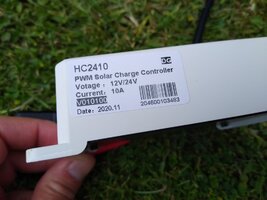 HC2410
PWM Solar Charge Controller
Votage : 12V/24V
Current: 10A
V010100
Date: 2020.11
204600103483